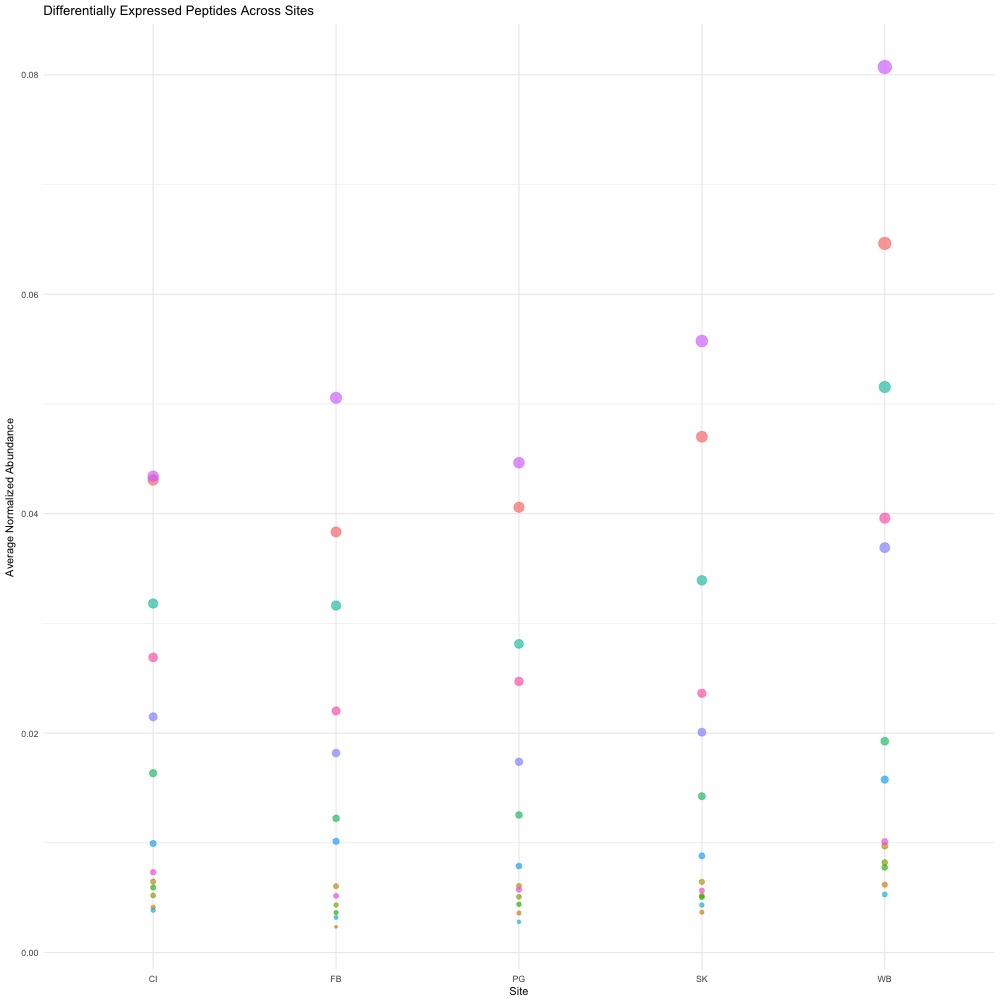 Differentially Expressed Peptides Across Sites
Average Normalized Abundance
0.08
0.06
0.04
0.02
0.00
CI FB PG SK WB
Site